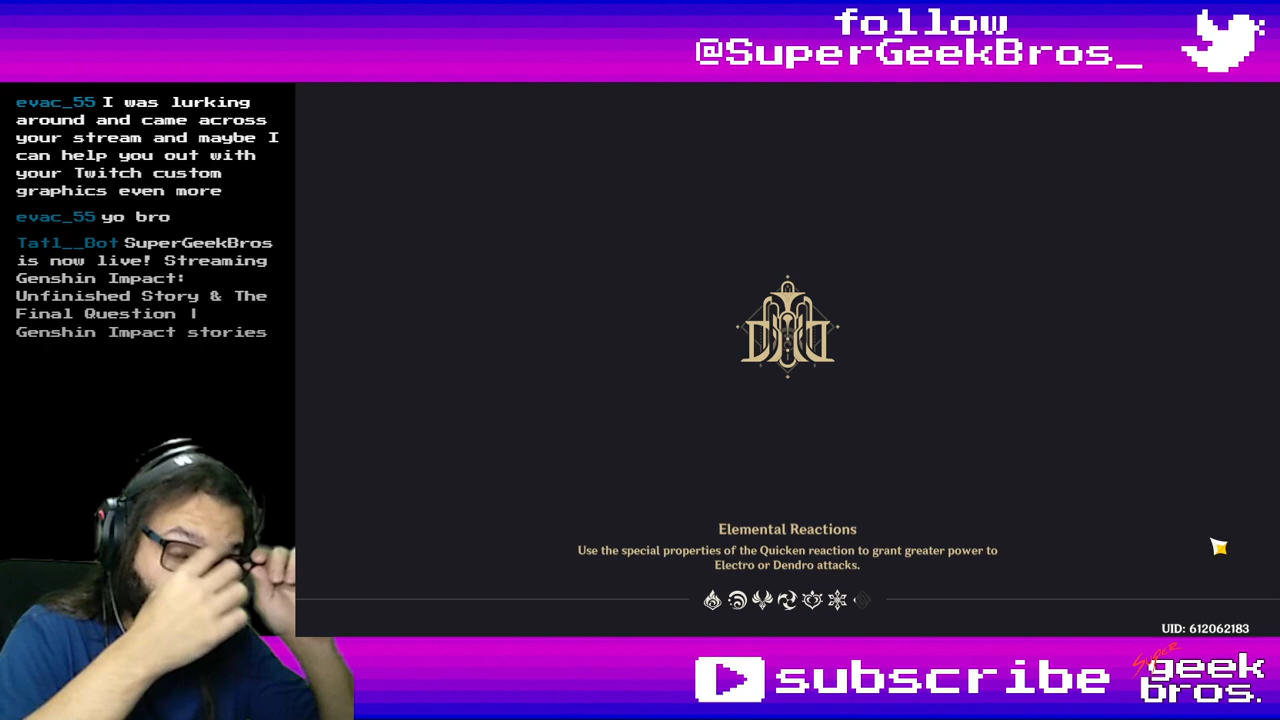 follow
@SuperGeekBros_
evac_55 I was lurking
around and came across
your stream and maybe I
can help you out with
your Twitch custom
graphics even more
evac_55 yo bro
Tatl__Bot SuperGeekBros
is now live! Streaming
Genshin Impact:
Unfinished Story & The
Final Question |
Genshin Impact stories
Elemental Reactions
Use the special properties of the Quicken reaction to grant greater power to
Electro or Dendro attacks.
UID: 612062183
subscribe
super
geek
bros.